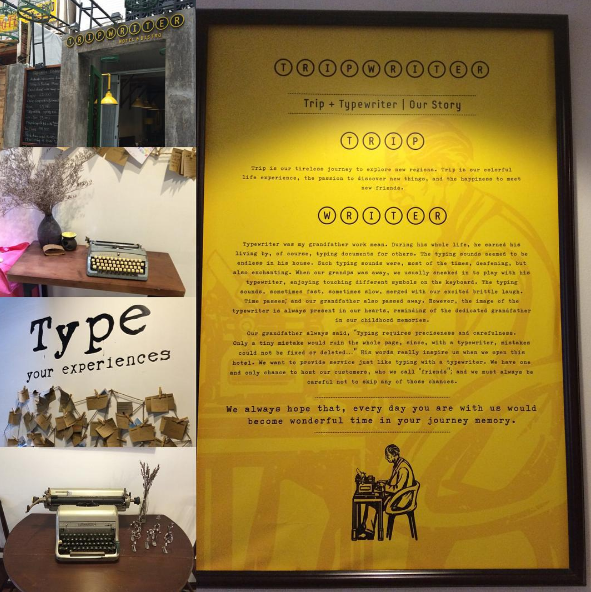 TRIPWRITER
Type
your experiences
TRIPWRITER
Trip + Typewriter | Our Story
TRIP
Trip is our tireless journey to explore new regions. Trip is our colorful
life experience, the passion to discover new things, and the happiness to meet
new friends.
WRITER
Typewriter was my grandfather work mean. During his whole life, he earned his
living by, of course, typing documents for others. The typing sounds seemed to be
endless in his house. Such typing sounds were, most of the times, deafening, but
also enchanting. When our grandpa was away, we usually sneaked in to play with his
typewriter, enjoying touching different symbols on the keyboard. The typing
sounds, sometimes fast, sometimes slow, merged with our excited brittle laugh.
Time passes, and our grandfather also passed away. However, the image of the
typewriter is always present in our hearts, reminding of the dedicated grandfather
in our childhood memories.
Our grandfather always said, "Typing requires preciseness and carefulness.
Only a tiny mistake would ruin the whole page, since, with a typewriter, mistakes
could not be fixed or deleted..." His words really inspire us when we open this
hotel. We want to provide service just like typing with a typewriter. We have one
and only chance to host our customers, who we call "friends", and we must always be
careful not to skip any of those chances.
We always hope that, every day you are with us would
become wonderful time in your journey memory.